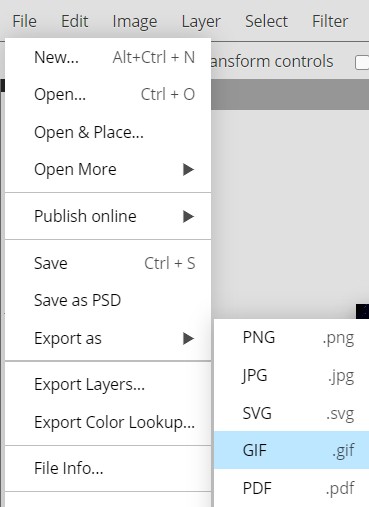 File Edit Image Layer Select Filter
ansform controls
New... Alt+Ctrl + N
Open... Ctrl + O
Open & Place...
Open More
Publish online
Save Ctrl + S
Save as PSD
Export as
Export Layers...
Export Color Lookup...
File Info...
PNG .png
JPG .jpg
SVG .svg
GIF .gif
PDF .pdf